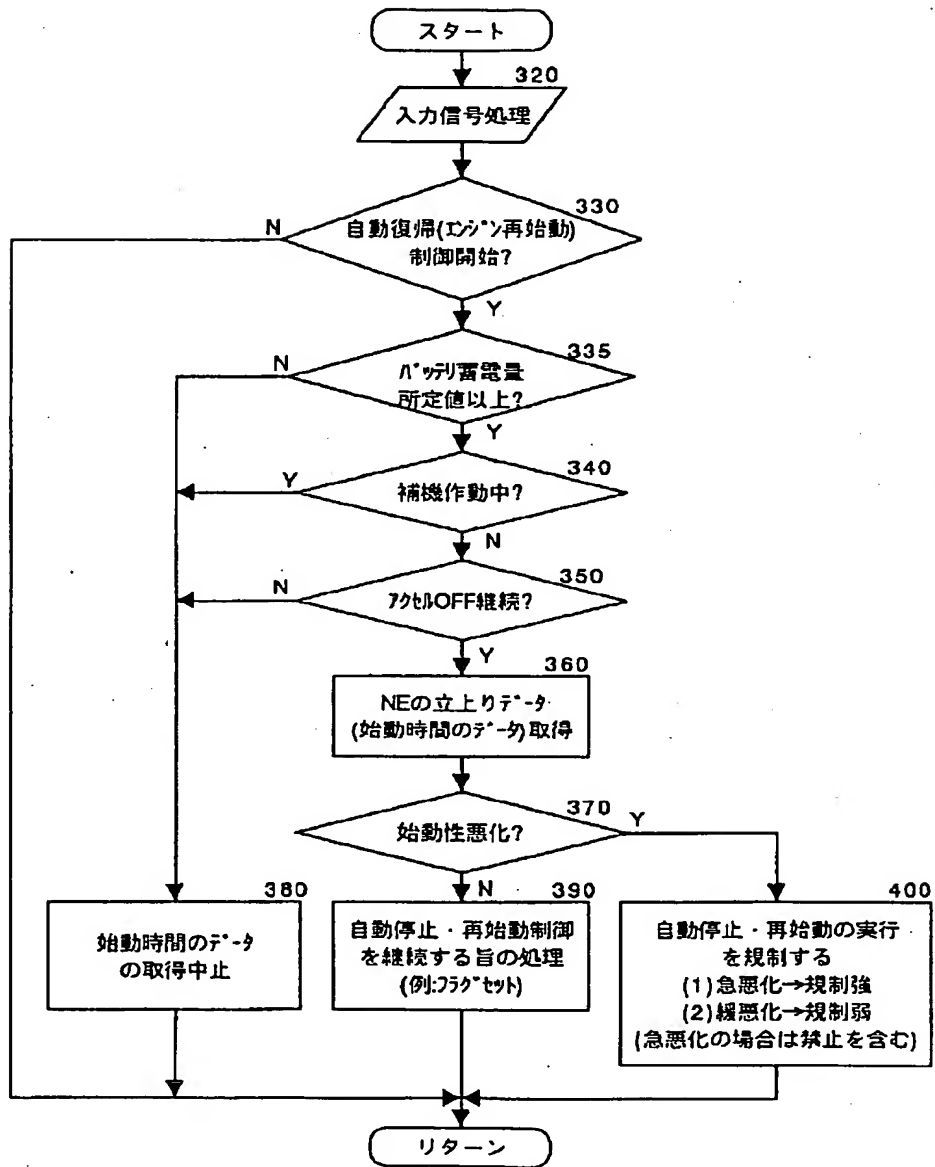 スタート
320
入力信号処理
330
N
自動復帰(ｴﾝｼﾞﾝ再始動)
制御開始?
Y
335
N
ﾊﾞｯﾃﾘ蓄電量
所定値以上?
Y
340
Y
補機作動中?
N
350
N
ｱｸｾﾙOFF継続?
Y
360
NEの立上りﾃﾞｰﾀ
(始動時間のﾃﾞｰﾀ)取得
370
Y
始動性悪化?
N
380
始動時間のﾃﾞｰﾀ
の取得中止
390
自動停止・再始動制御
を継続する旨の処理
(例:ﾌﾗｸﾞｾｯﾄ)
400
自動停止・再始動の実行
を規制する
(1)急悪化→規制強
(2)緩悪化→規制弱
(急悪化の場合は禁止を含む)
リターン